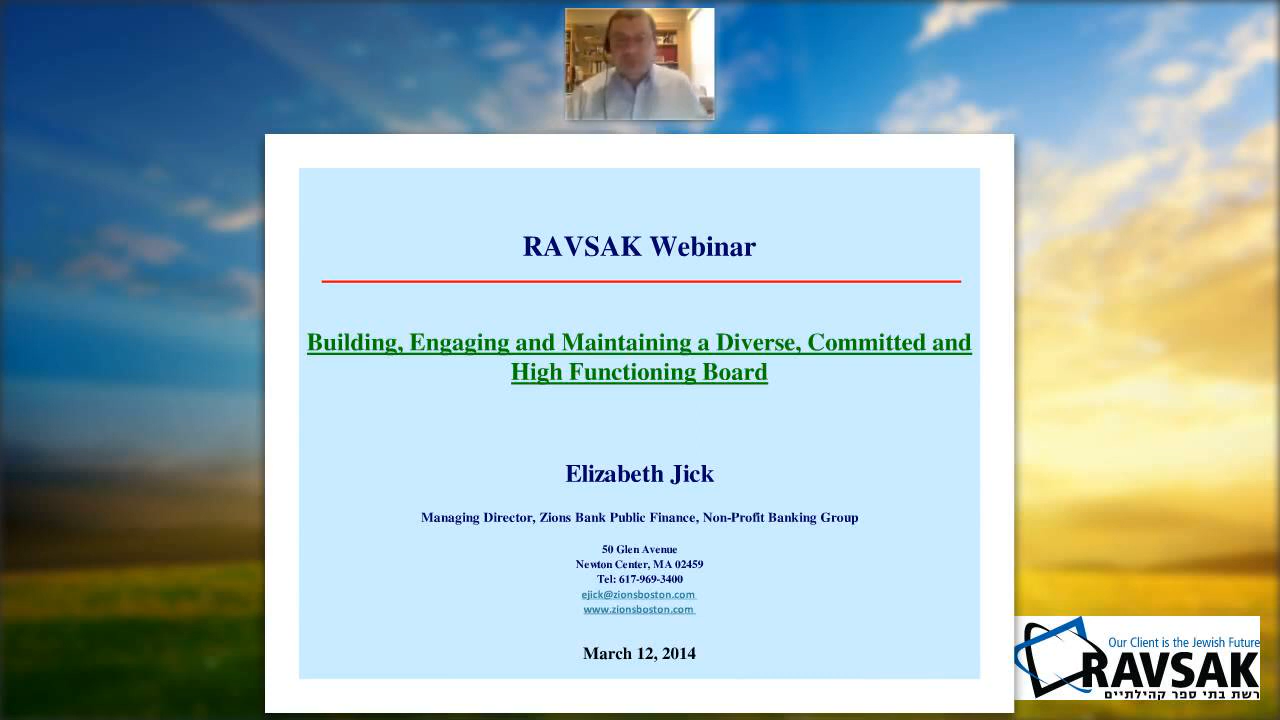 RAVSAK Webinar
Building, Engaging and Maintaining a Diverse, Committed and
High Functioning Board
Elizabeth Jick
Managing Director, Zions Bank Public Finance, Non-Profit Banking Group
50 Glen Avenue
Newton Center, MA 02459
Tel: 617-969-3400
ejick@zionsboston.com
www.zionsboston.com
March 12, 2014
Our Client is the Jewish Future
RAVSAK
רשת בתי ספר קהילתיים